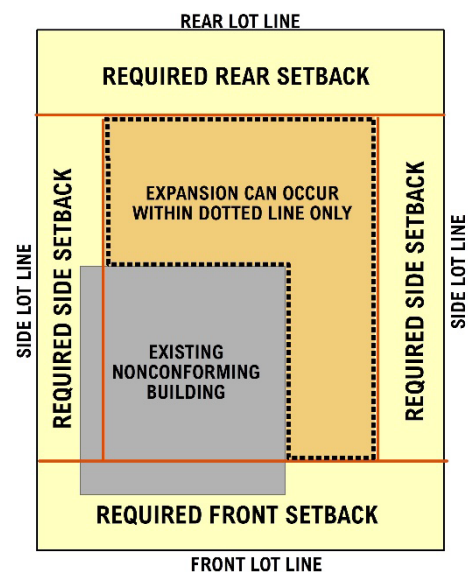 REAR LOT LINE
REQUIRED REAR SETBACK
SIDE LOT LINE
REQUIRED SIDE SETBACK
EXPANSION CAN OCCUR
WITHIN DOTTED LINE ONLY
EXISTING
NONCONFORMING
BUILDING
REQUIRED SIDE SETBACK
SIDE LOT LINE
REQUIRED FRONT SETBACK
FRONT LOT LINE